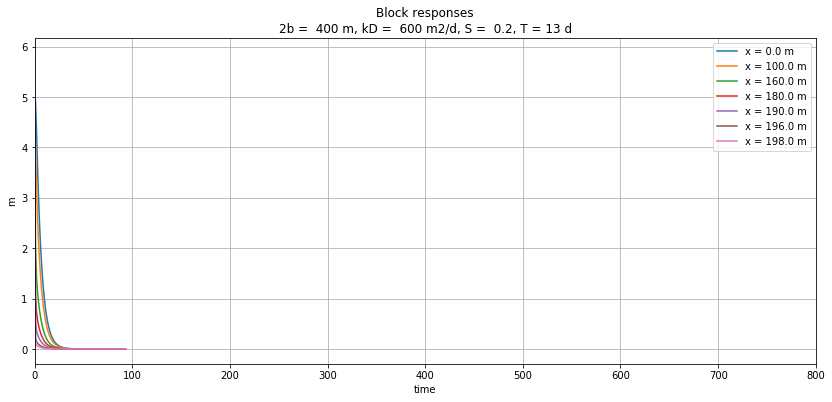 Block responses
2b =  400 m, kD =  600 m2/d, S =  0.2, T = 13 d
6
5
4
3
2
1
0
m
0
100
200
300
400
500
600
700
800
time
x = 0.0 m
x = 100.0 m
x = 160.0 m
x = 180.0 m
x = 190.0 m
x = 196.0 m
x = 198.0 m